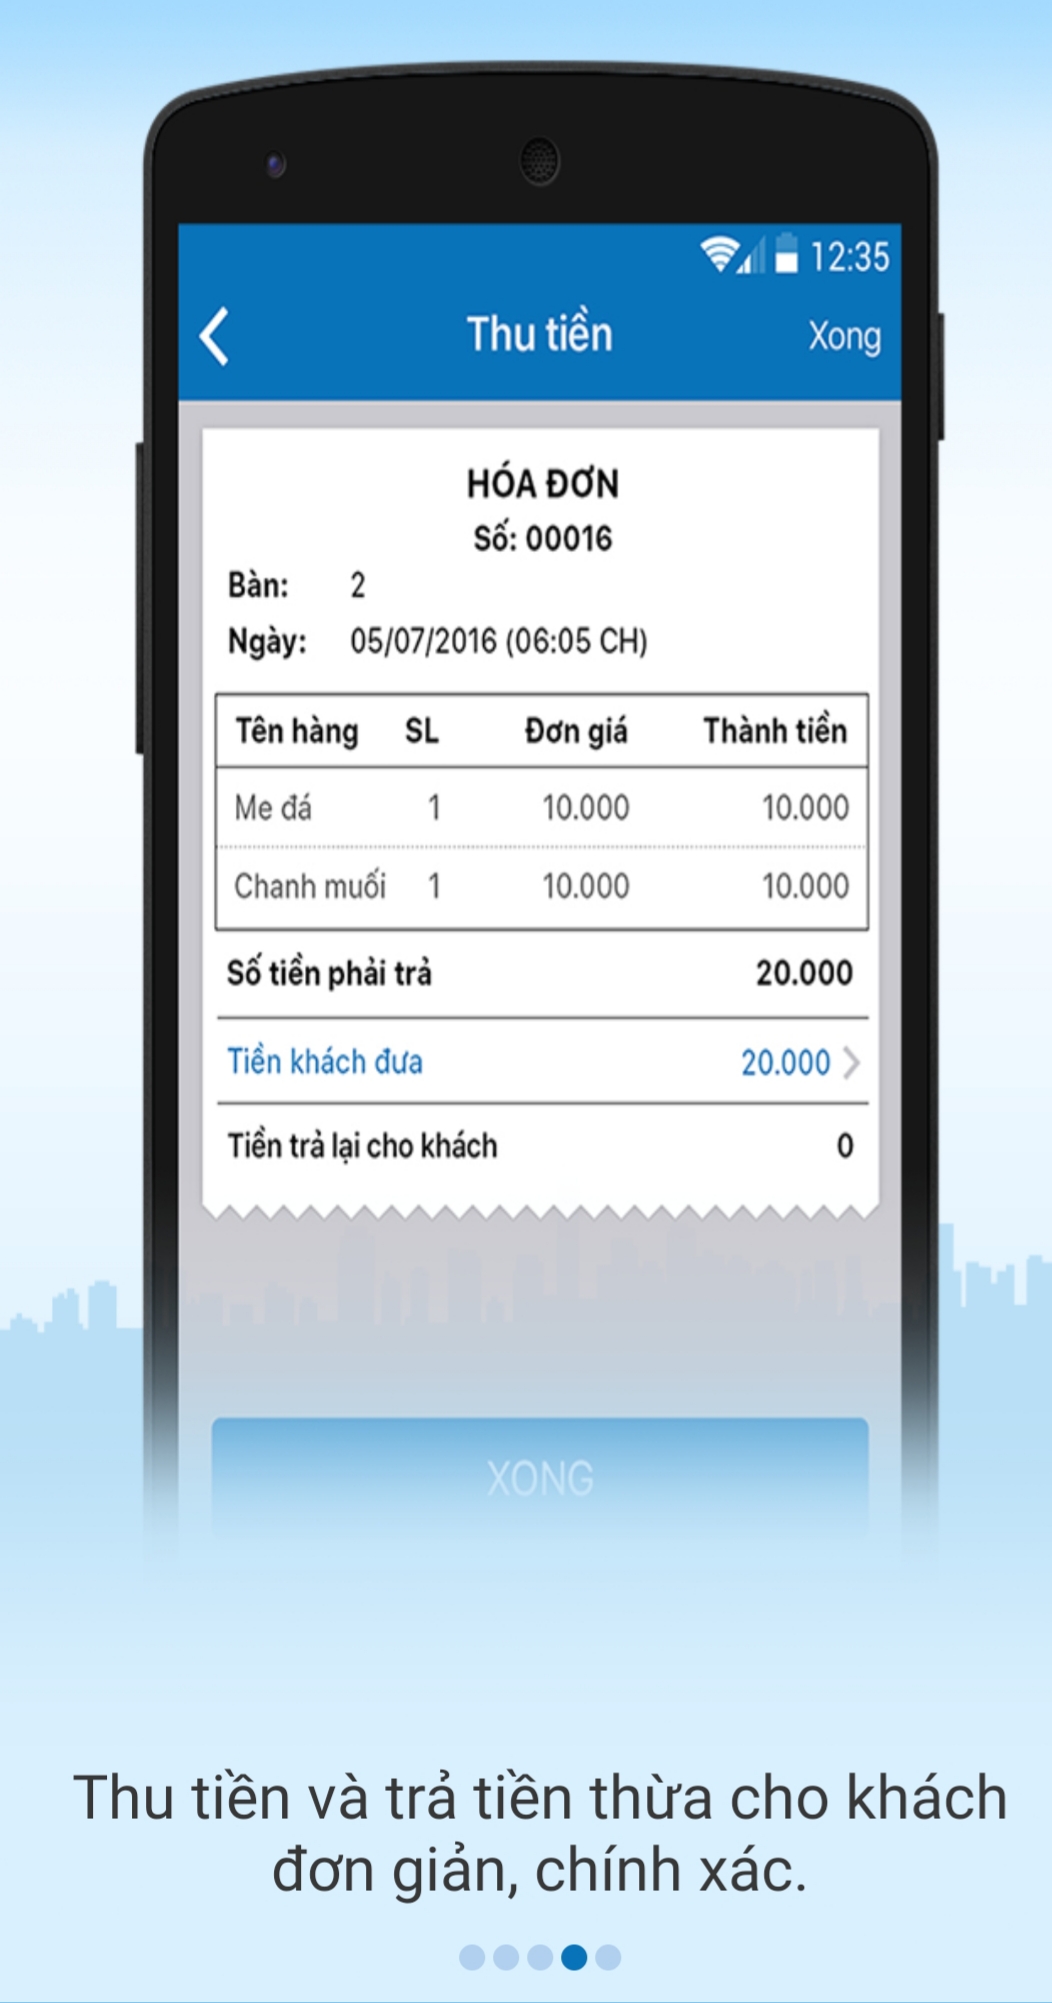 12:35
Thu tiền Xong
HÓA ĐƠN
Số: 00016
Bàn: 2
Ngày: 05/07/2016 (06:05 CH)
Tên hàng SL Đơn giá Thành tiền
Me đá 1 10.000 10.000
Chanh muối 1 10.000 10.000
Số tiền phải trả 20.000
Tiền khách đưa 20.000
Tiền trả lại cho khách 0
XONG
Thu tiền và trả tiền thừa cho khách
đơn giản, chính xác.